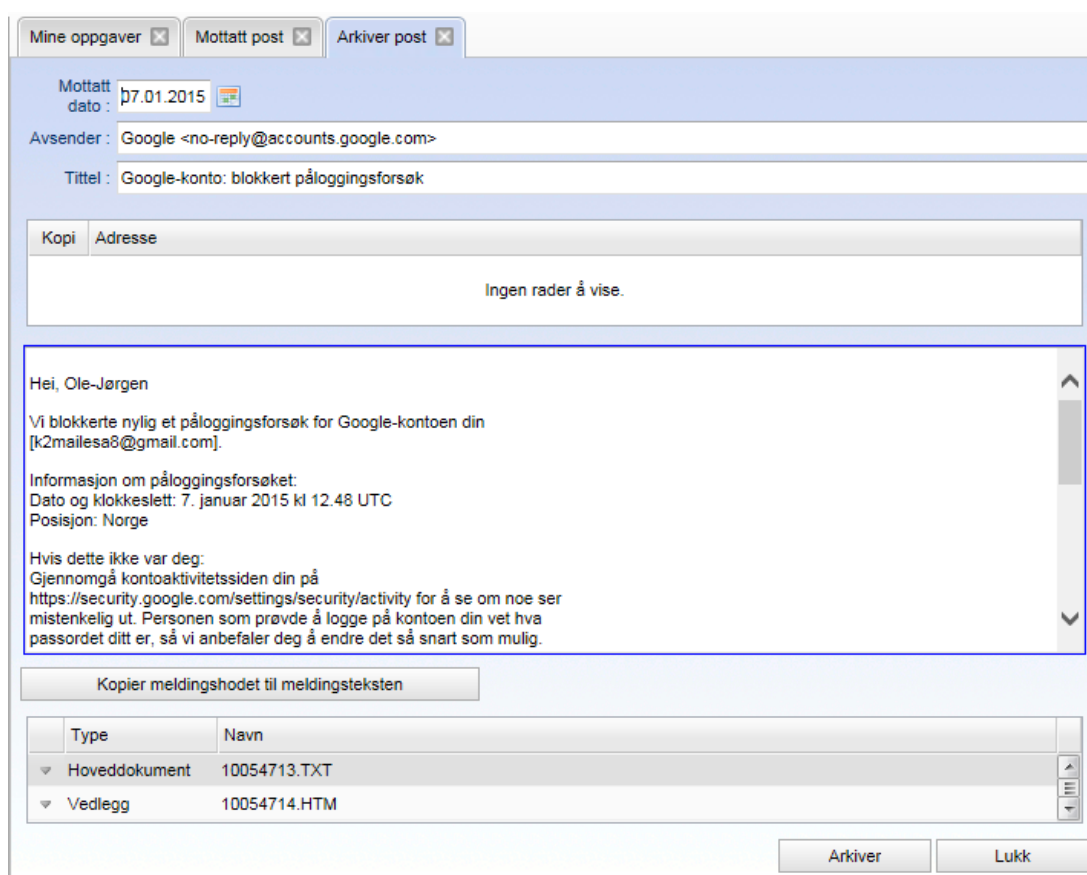 Mine oppgaver Mottatt post Arkiver post
Mottatt dato : 07.01.2015
Avsender : Google <no-reply@accounts.google.com>
Tittel : Google-konto: blokkert påloggingsforsøk
Kopi Adresse
Ingen rader å vise.
Hei, Ole-Jørgen
Vi blokkerte nylig et påloggingsforsøk for Google-kontoen din
[k2mailesa8@gmail.com].
Informasjon om påloggingsforsøket:
Dato og klokkeslett: 7. januar 2015 kl 12.48 UTC
Posisjon: Norge
Hvis dette ikke var deg:
Gjennomgå kontoaktivitetssiden din på
https://security.google.com/settings/security/activity for å se om noe ser
mistenkelig ut. Personen som prøvde å logge på kontoen din vet hva
passordet ditt er, så vi anbefaler deg å endre det så snart som mulig.
Kopier meldingshodet til meldingsteksten
Type Navn
Hoveddokument 10054713.TXT
Vedlegg 10054714.HTM
Arkiver Lukk